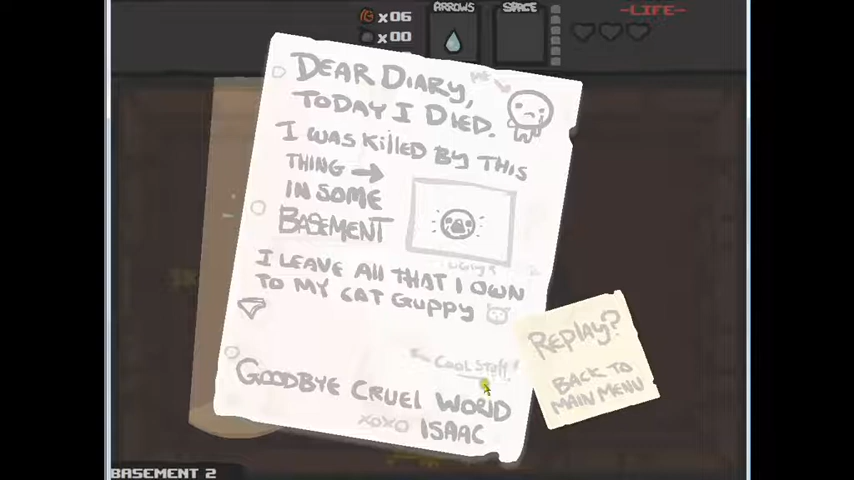 x06
x00
ARROWS
SPACE
-LIFE-
DEAR DIARY,
ME
TODAY I DIED.
I WAS KILLED BY THIS
THING
IN SOME
BASEMENT
I LEAVE ALL THAT I OWN
TO MY CAT GUPPY
COOL STUFF
GOODBYE CRUEL WORLD
XOXO ISAAC
REPLAY?
BACK TO
MAIN MENU
BASEMENT 2